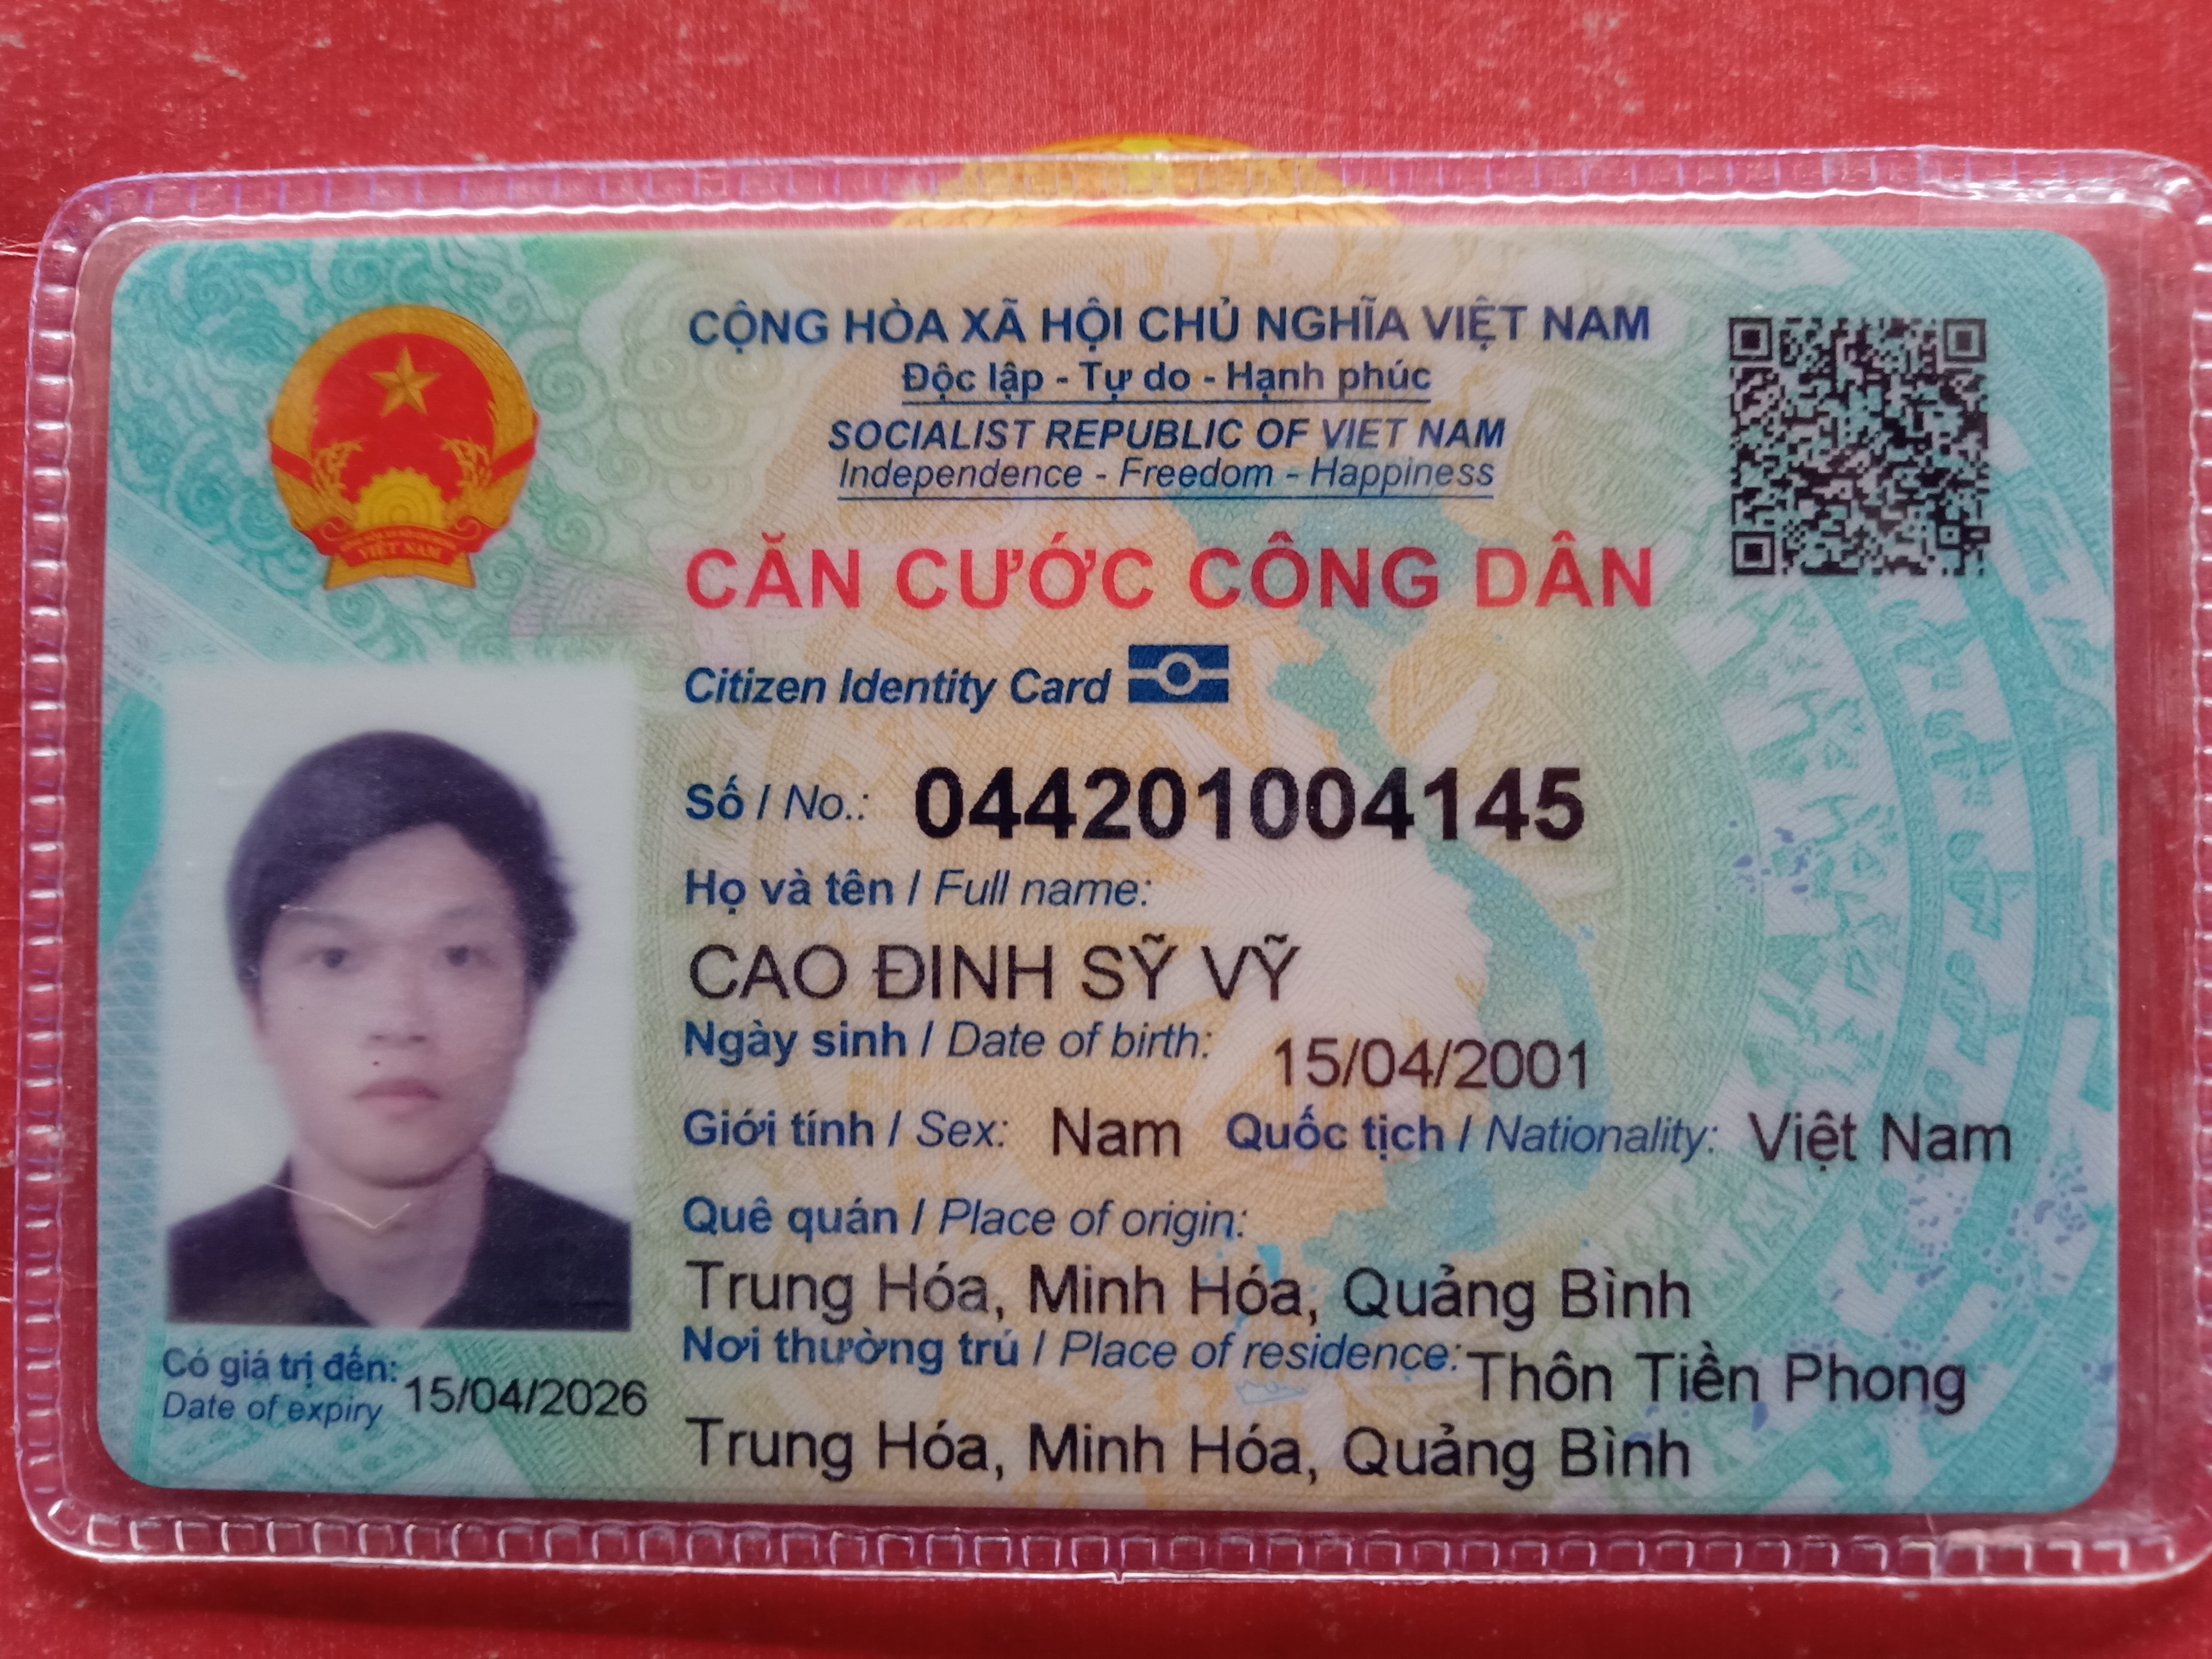 CỘNG HÒA XÃ HỘI CHỦ NGHĨA VIỆT NAM
Độc lập - Tự do - Hạnh phúc
SOCIALIST REPUBLIC OF VIET NAM
Independence - Freedom - Happiness
VIỆT NAM
CĂN CƯỚC CÔNG DÂN
Citizen Identity Card
Số / No.: 044201004145
Họ và tên / Full name:
CAO ĐINH SỸ VỸ
Ngày sinh / Date of birth: 15/04/2001
Giới tính / Sex: Nam Quốc tịch / Nationality: Việt Nam
Quê quán / Place of origin:
Trung Hóa, Minh Hóa, Quảng Bình
Nơi thường trú / Place of residence: Thôn Tiền Phong
Trung Hóa, Minh Hóa, Quảng Bình
Có giá trị đến: 15/04/2026
Date of expiry